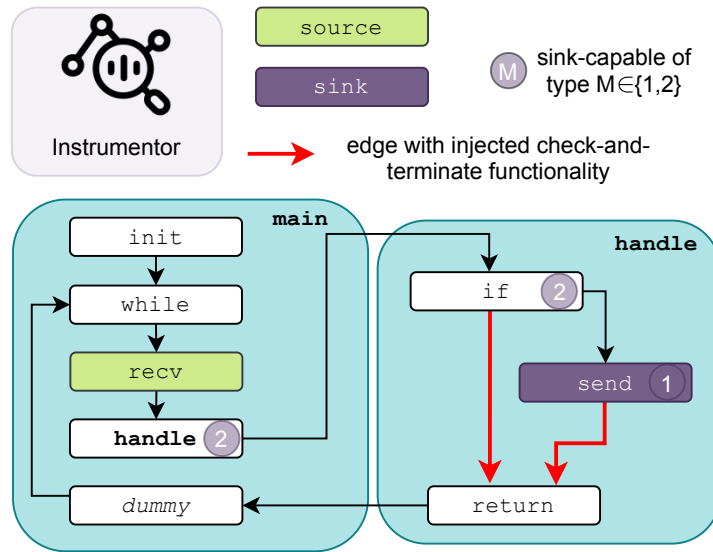 source
sink
M
sink-capable of
type M∈{1,2}
Instrumentor
edge with injected check-and-
terminate functionality
main
init
while
recv
handle 2
dummy
handle
if 2
send 1
return